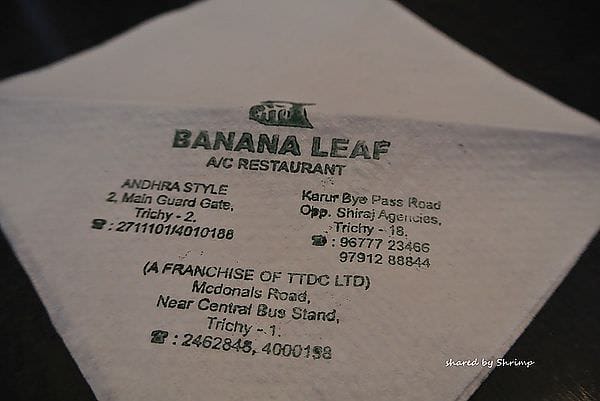 BANANA LEAF
A/C RESTAURANT
ANDHRA STYLE
2, Main Guard Gate,
Trichy - 2.
☎ : 2711101/4010188
Karur Bye Pass Road
Opp. Shiraj Agencies,
Trichy - 18.
☎ : 96777 23466
97912 88844
(A FRANCHISE OF TTDC LTD)
Mcdonals Road,
Near Central Bus Stand,
Trichy - 1.
☎ : 2462848, 4000188
shared by Shrimp